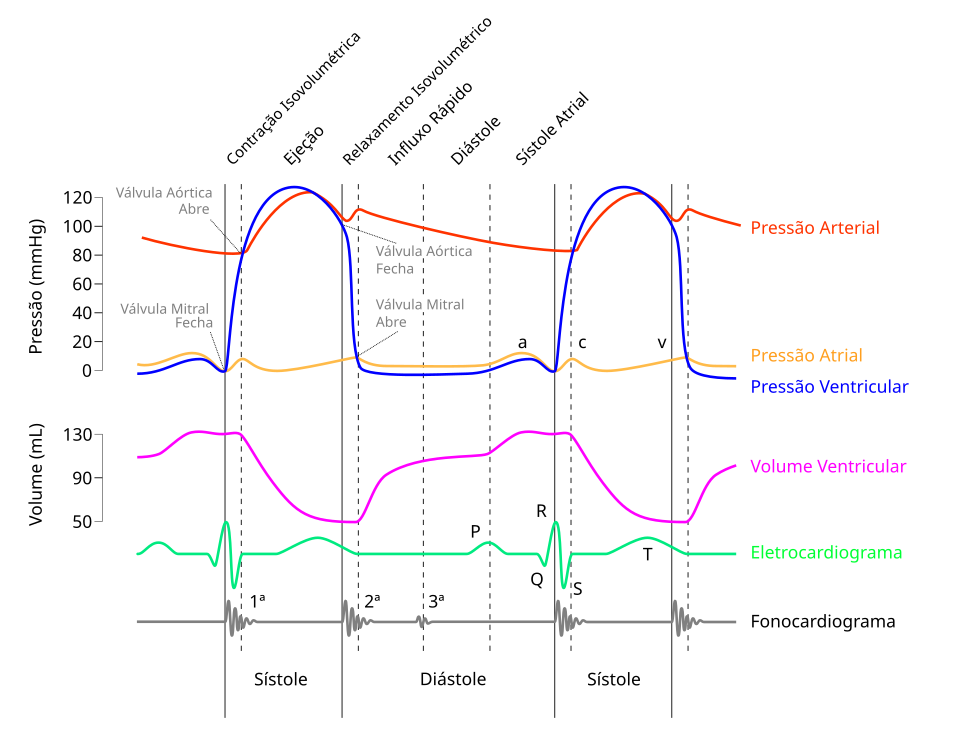 Contração Isovolumétrica
Ejeção
Relaxamento Isovolumétrico
Influxo Rápido
Diástole
Sístole Atrial
Pressão (mmHg)
120
100
80
60
40
20
0
Válvula Aórtica
Abre
Válvula Mitral
Fecha
Válvula Aórtica
Fecha
Válvula Mitral
Abre
a
c
v
Pressão Arterial
Pressão Atrial
Pressão Ventricular
Volume (mL)
130
90
50
Volume Ventricular
P
R
Q
S
T
Eletrocardiograma
1ª
2ª
3ª
Fonocardiograma
Sístole
Diástole
Sístole